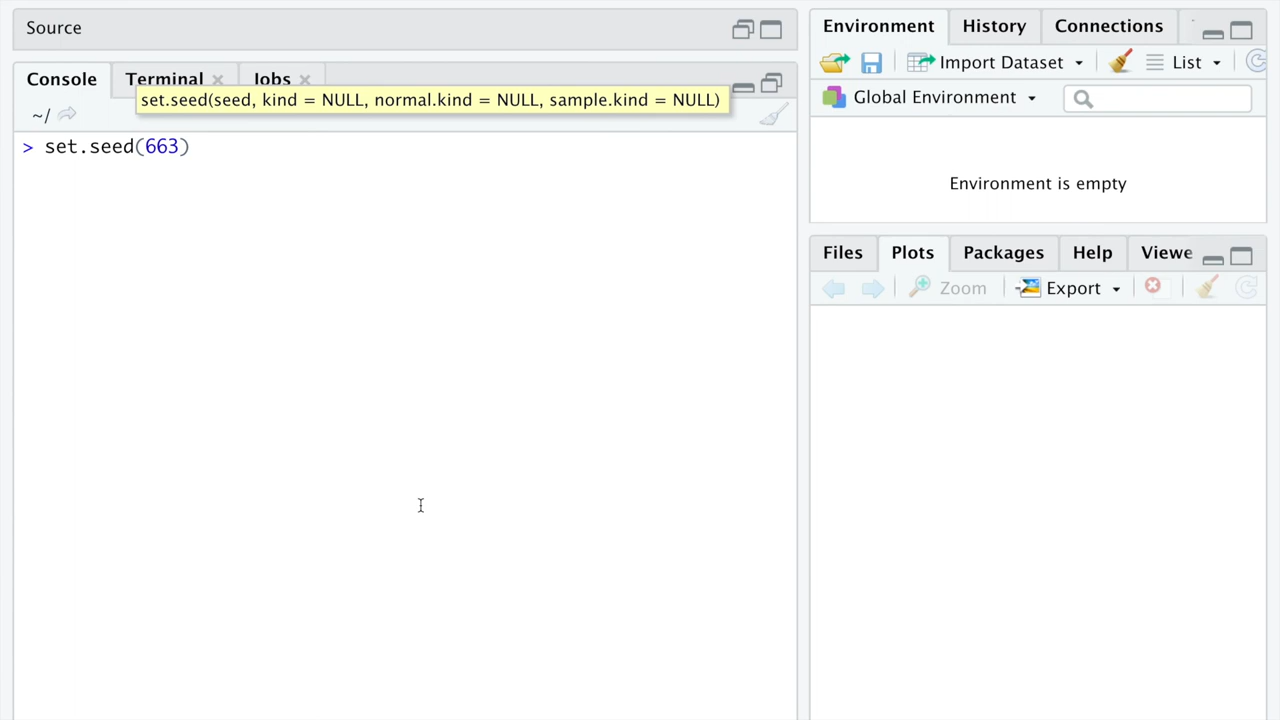 Source
Console Terminal Jobs
set.seed(seed, kind = NULL, normal.kind = NULL, sample.kind = NULL)
~/
> set.seed(663)
Environment History Connections
Import Dataset List
Global Environment
Environment is empty
Files Plots Packages Help Viewe
Zoom Export